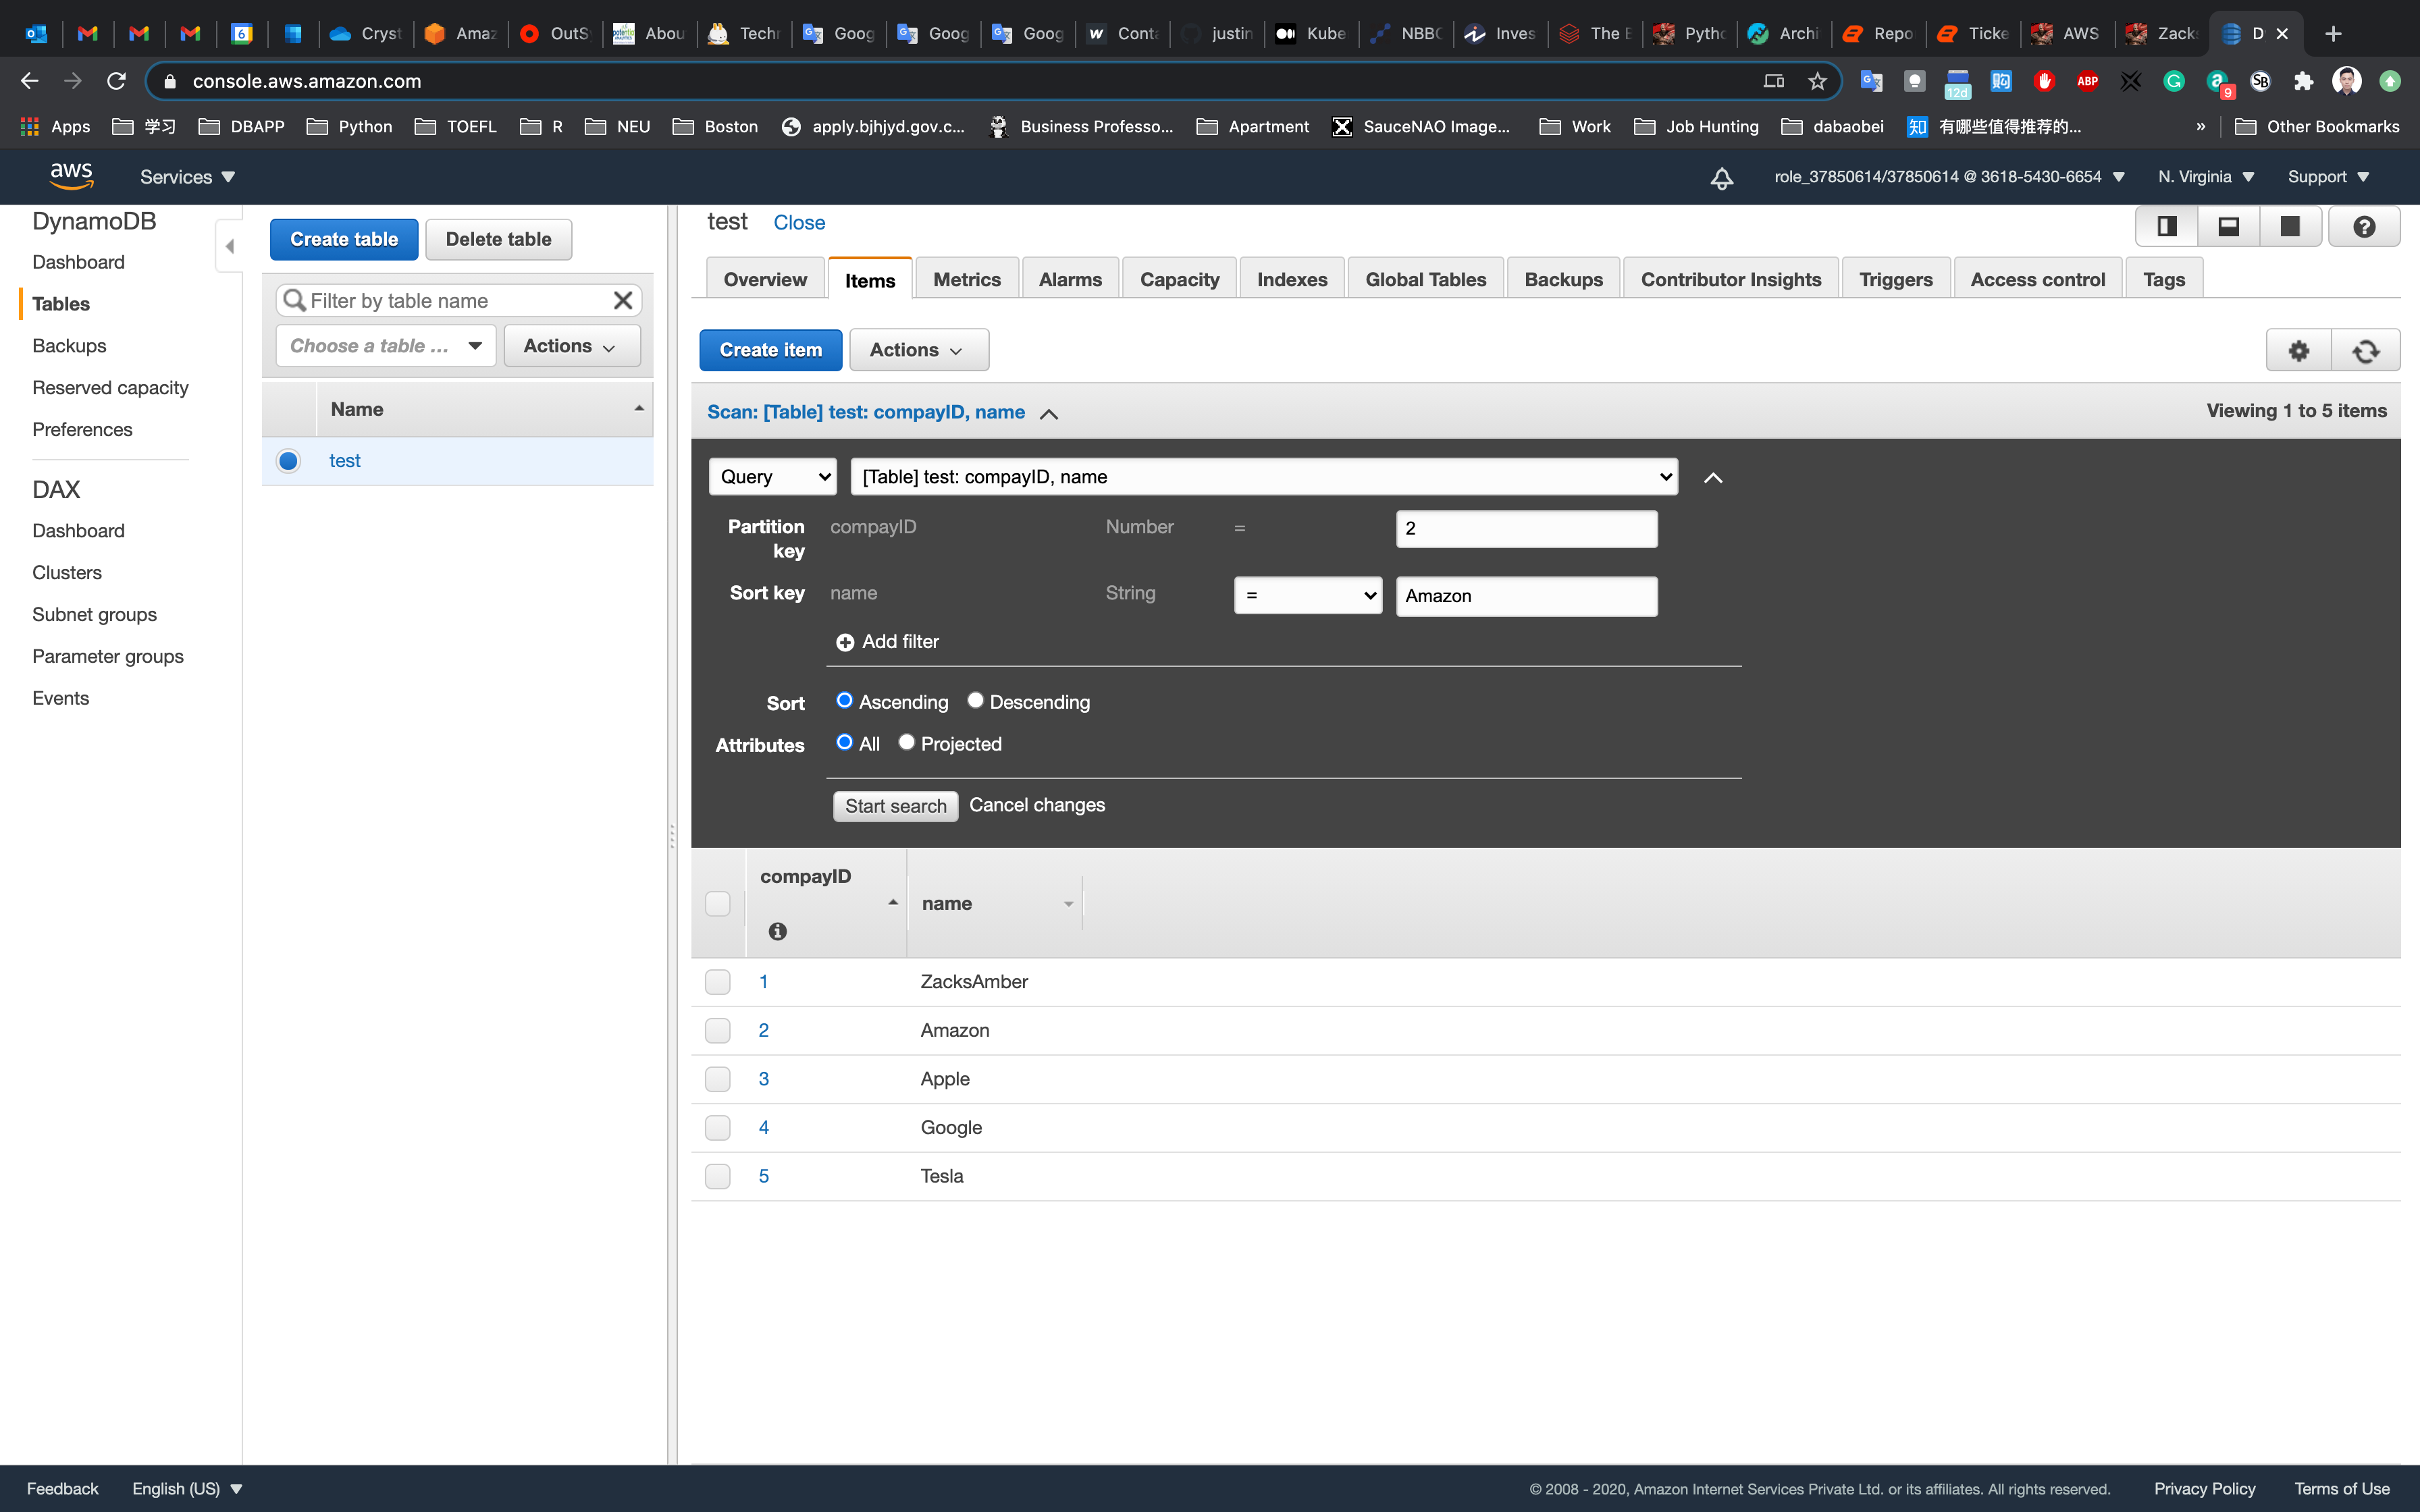 Cryst
Amaz
OutSy
Abou
Techn
Goog
Goog
Goog
Conta
justin
Kube
NBBC
Inves
The E
Pytho
Archi
Repo
Ticke
AWS
Zacks
D
console.aws.amazon.com
12d
ABP
9
SB
Apps
学习
DBAPP
Python
TOEFL
R
NEU
Boston
apply.bjhjyd.gov.c...
Business Professo...
Apartment
SauceNAO Image...
Work
Job Hunting
dabaobei
知 有哪些值得推荐的...
»
Other Bookmarks
aws
Services
role_37850614/37850614 @ 3618-5430-6654
N. Virginia
Support
DynamoDB
Dashboard
Tables
Backups
Reserved capacity
Preferences
DAX
Dashboard
Clusters
Subnet groups
Parameter groups
Events
Create table
Delete table
Filter by table name
Choose a table ...
Actions
Name
test
test
Close
Overview
Items
Metrics
Alarms
Capacity
Indexes
Global Tables
Backups
Contributor Insights
Triggers
Access control
Tags
Create item
Actions
Scan: [Table] test: compayID, name
Viewing 1 to 5 items
Query
[Table] test: compayID, name
Partition key
compayID
Number
=
2
Sort key
name
String
=
Amazon
Add filter
Sort
Ascending
Descending
Attributes
All
Projected
Start search
Cancel changes
compayID
name
1 ZacksAmber
2 Amazon
3 Apple
4 Google
5 Tesla
Feedback
English (US)
© 2008 - 2020, Amazon Internet Services Private Ltd. or its affiliates. All rights reserved.
Privacy Policy
Terms of Use